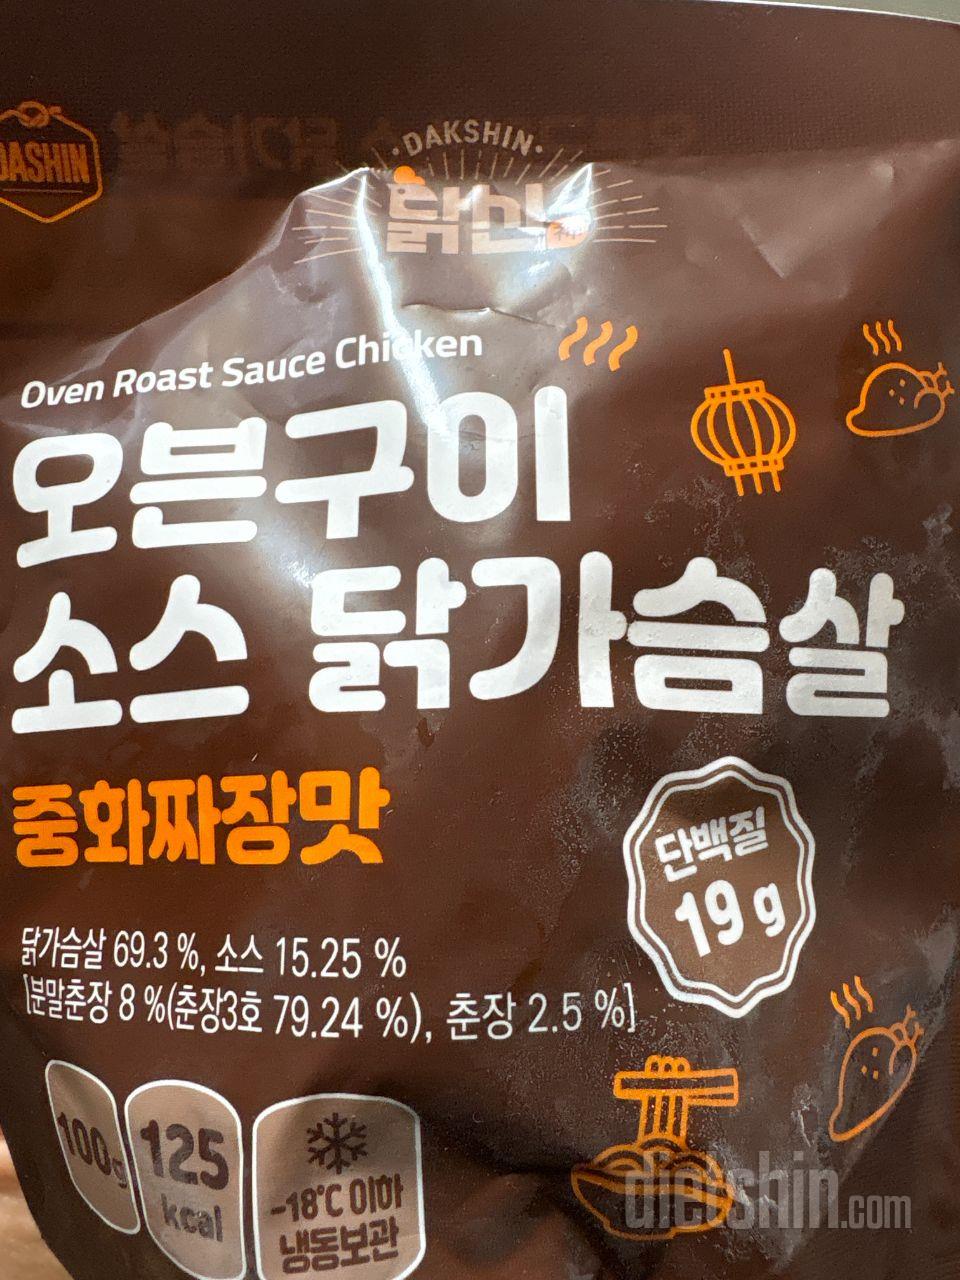 DASHIN
·DAKSHIN·
닭신
Oven Roast Sauce Chicken
오븐구이
소스 닭가슴살
중화짜장맛
단백질
19 g
닭가슴살 69.3 %, 소스 15.25 %
[분말춘장 8 %(춘장3호 79.24 %), 춘장 2.5 %]
100g
125
kcal
-18℃ 이하
냉동보관
dietshin.com